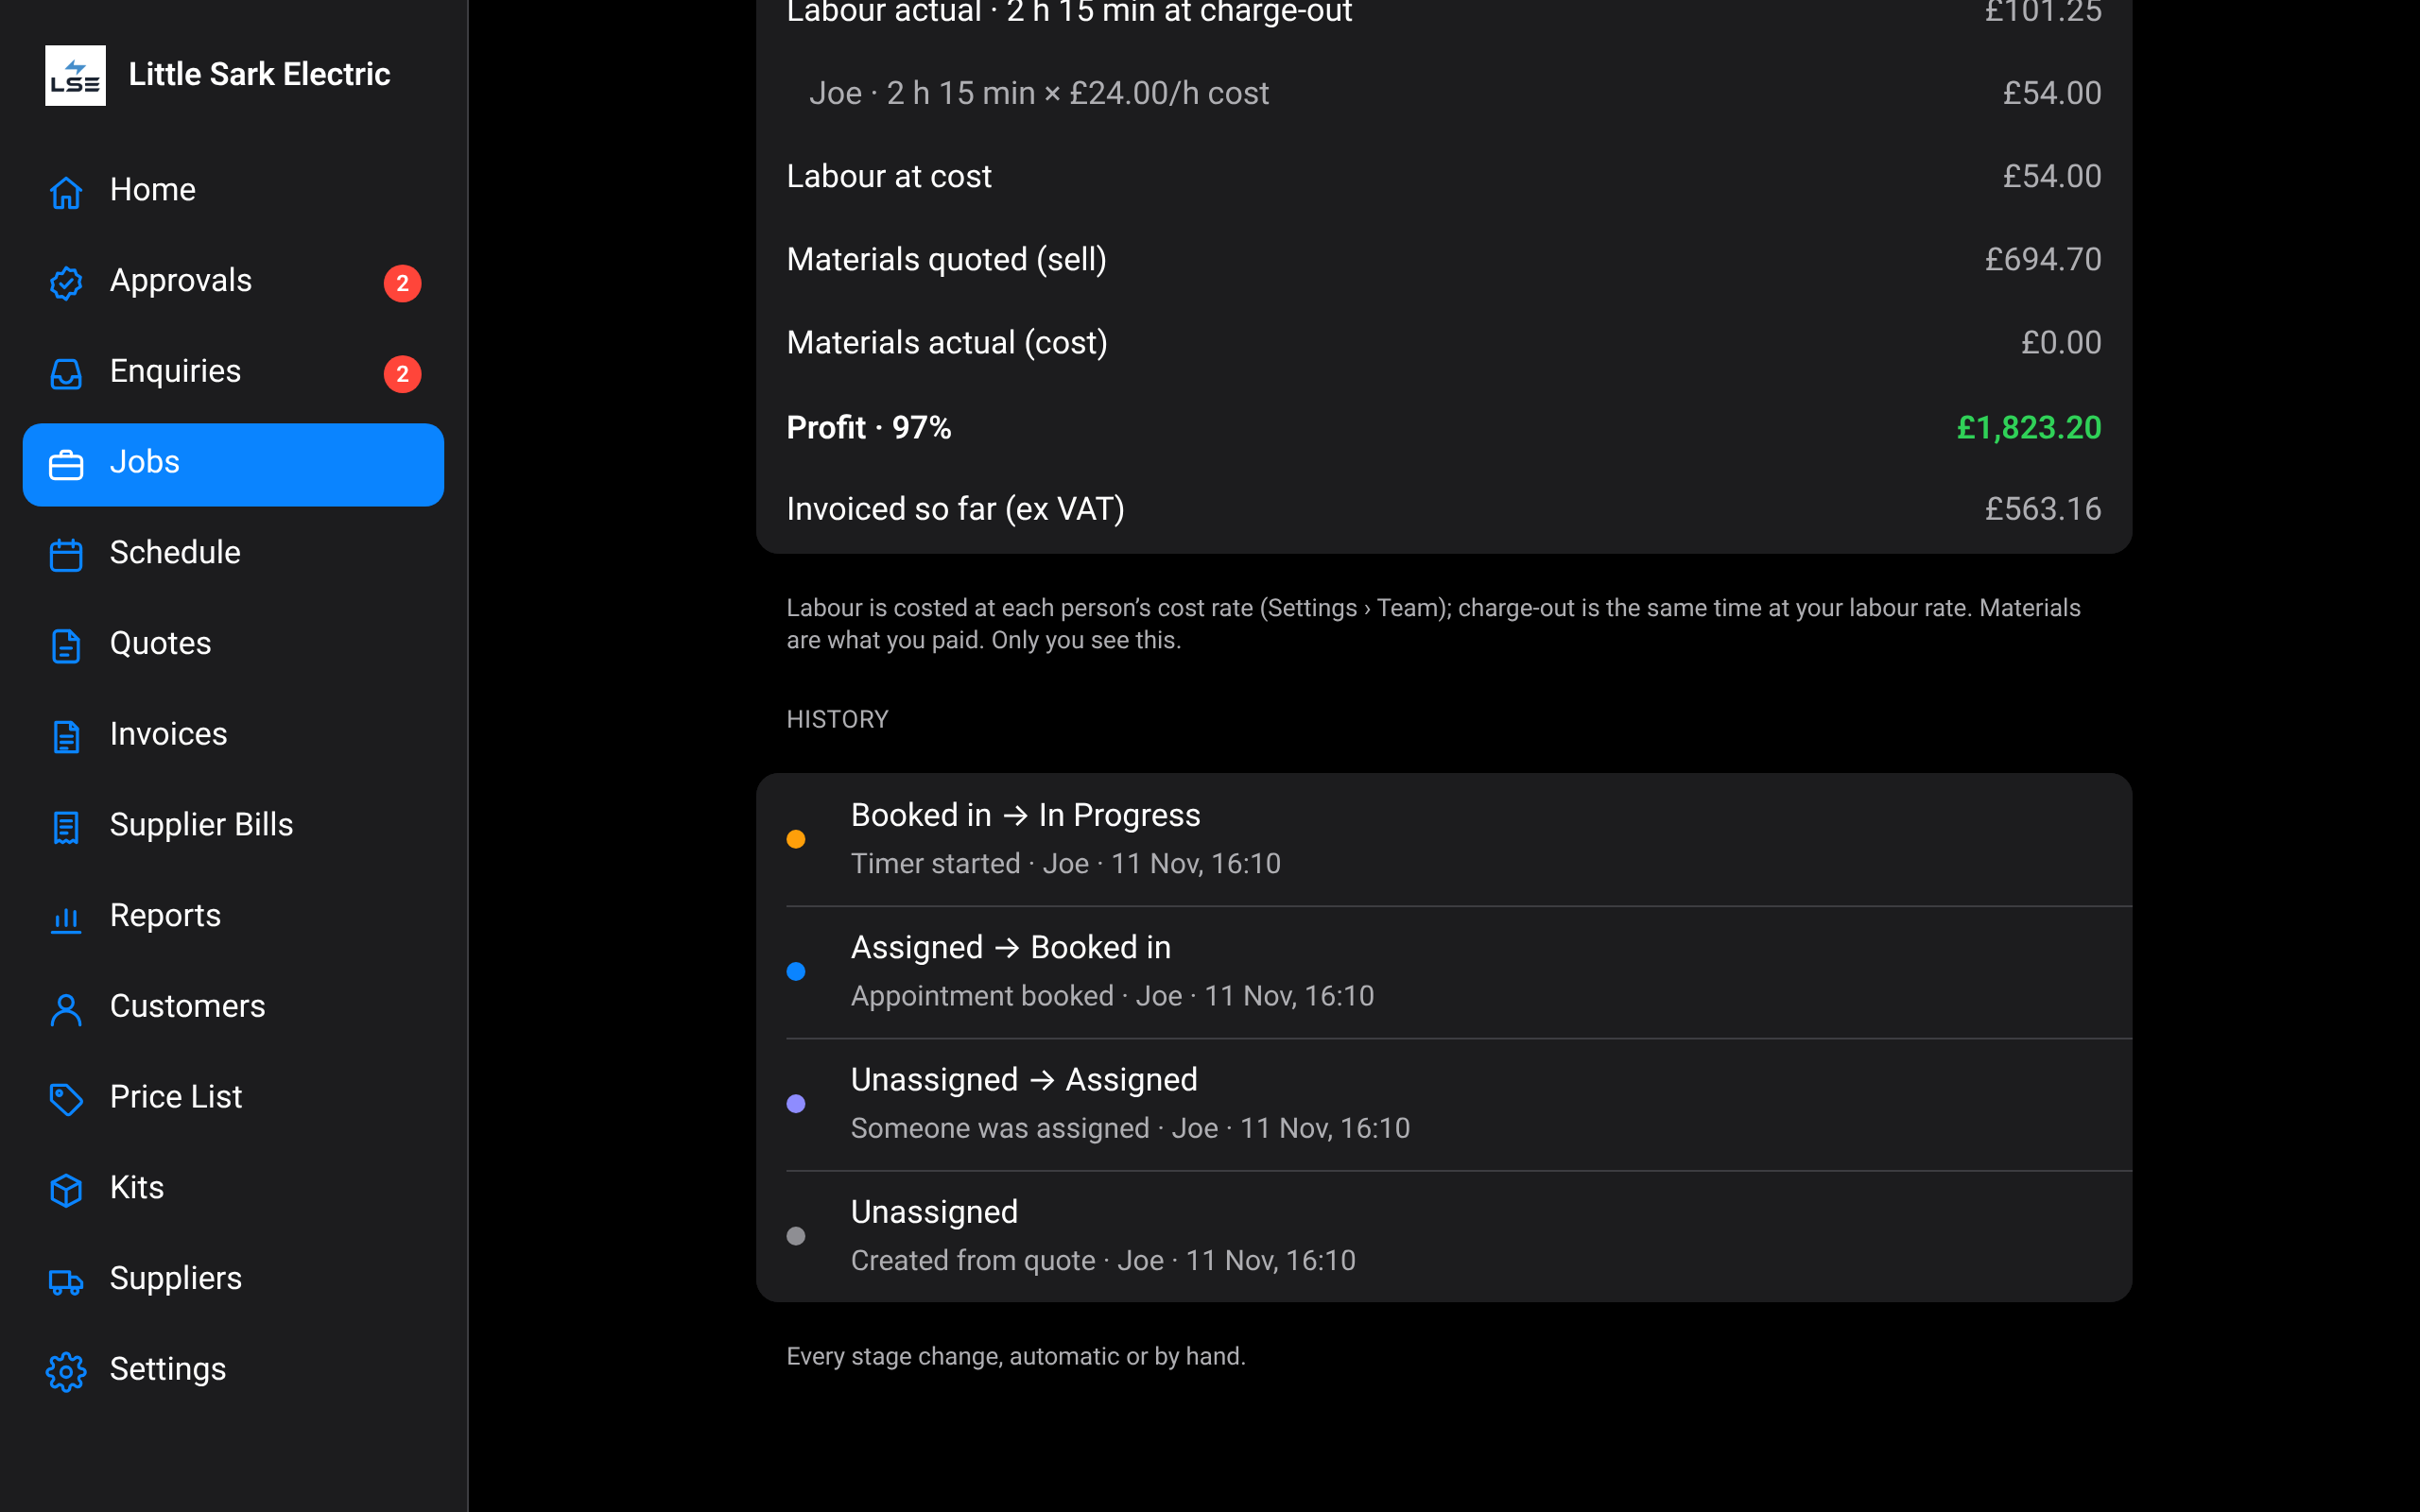 LSE
Little Sark Electric
Home
Approvals
2
Enquiries
2
Jobs
Schedule
Quotes
Invoices
Supplier Bills
Reports
Customers
Price List
Kits
Suppliers
Settings
Labour actual · 2 h 15 min at charge-out
£101.25
Joe · 2 h 15 min × £24.00/h cost
£54.00
Labour at cost
£54.00
Materials quoted (sell)
£694.70
Materials actual (cost)
£0.00
Profit · 97%
£1,823.20
Invoiced so far (ex VAT)
£563.16
Labour is costed at each person’s cost rate (Settings › Team); charge-out is the same time at your labour rate. Materials
are what you paid. Only you see this.
HISTORY
Booked in → In Progress
Timer started · Joe · 11 Nov, 16:10
Assigned → Booked in
Appointment booked · Joe · 11 Nov, 16:10
Unassigned → Assigned
Someone was assigned · Joe · 11 Nov, 16:10
Unassigned
Created from quote · Joe · 11 Nov, 16:10
Every stage change, automatic or by hand.